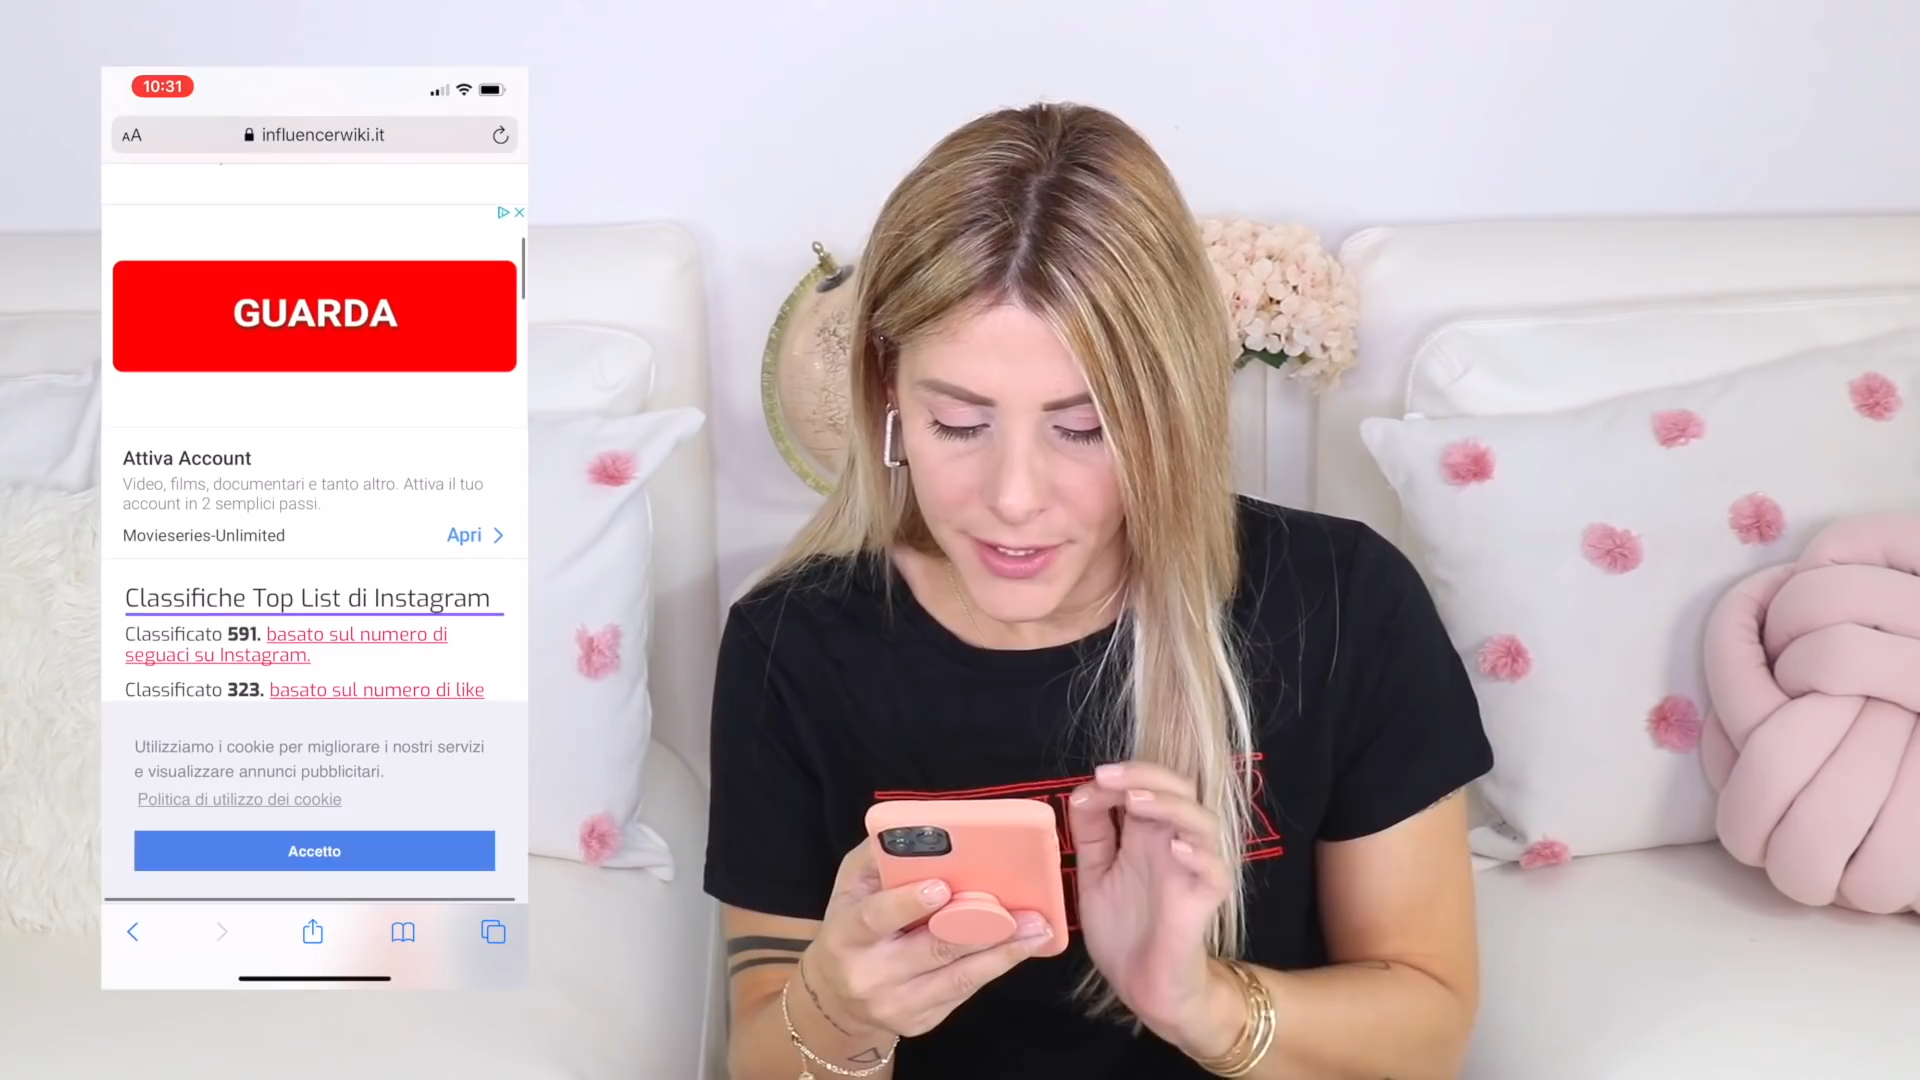 10:31
AA influencerwiki.it
GUARDA
Attiva Account
Video, films, documentari e tanto altro. Attiva il tuo
account in 2 semplici passi.
Movieseries-Unlimited Apri
Classifiche Top List di Instagram
Classificato 591. basato sul numero di
seguaci su Instagram.
Classificato 323. basato sul numero di like
Utilizziamo i cookie per migliorare i nostri servizi
e visualizzare annunci pubblicitari.
Politica di utilizzo dei cookie
Accetto